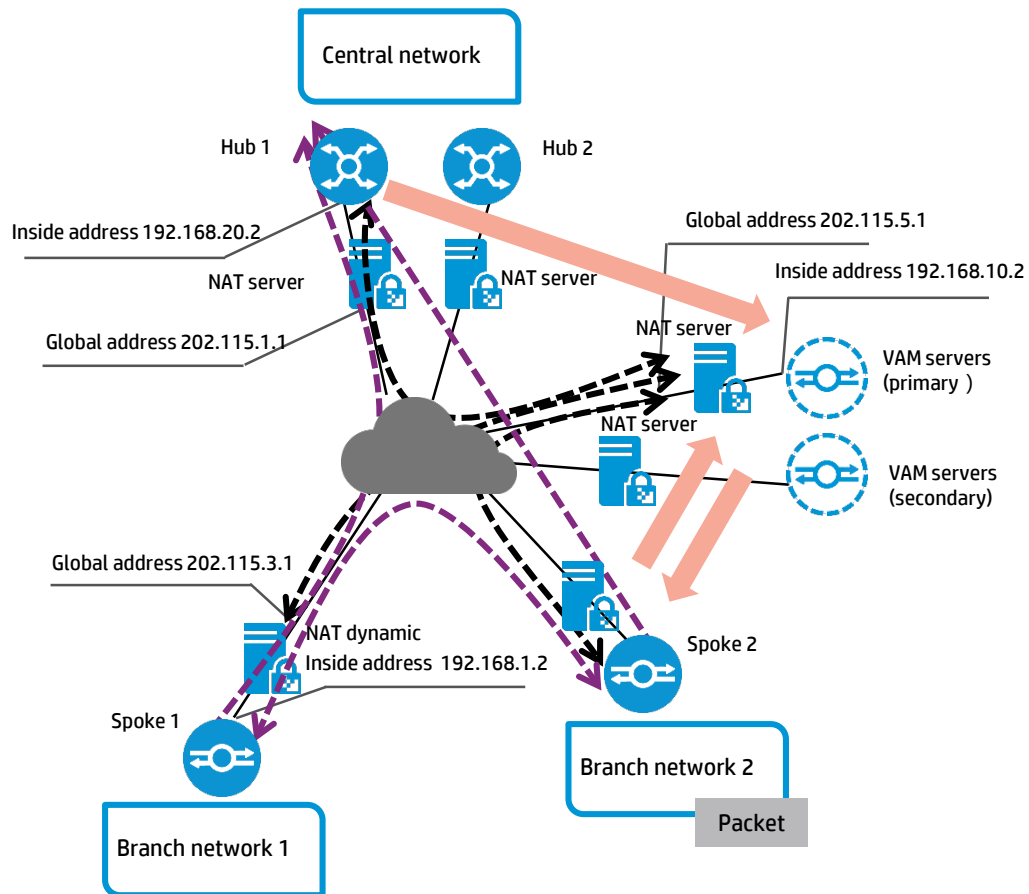 Central network
Hub 1
Hub 2
Inside address 192.168.20.2
Global address 202.115.5.1
NAT server
NAT server
Inside address 192.168.10.2
Global address 202.115.1.1
NAT server
VAM servers
(primary )
NAT server
VAM servers
(secondary)
Global address 202.115.3.1
NAT dynamic
Inside address 192.168.1.2
Spoke 2
Spoke 1
Branch network 2
Packet
Branch network 1